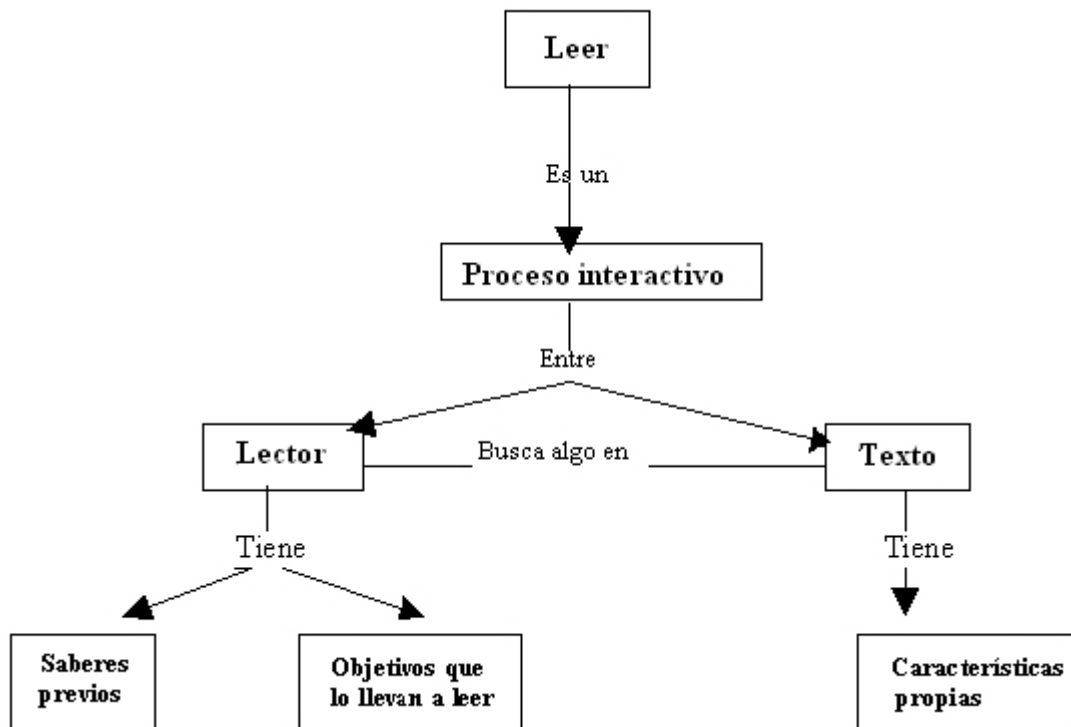 Leer
Es un
Proceso interactivo
Entre
Lector
Busca algo en
Texto
Tiene
Tiene
Saberes
previos
Objetivos que
lo llevan a leer
Características
propias